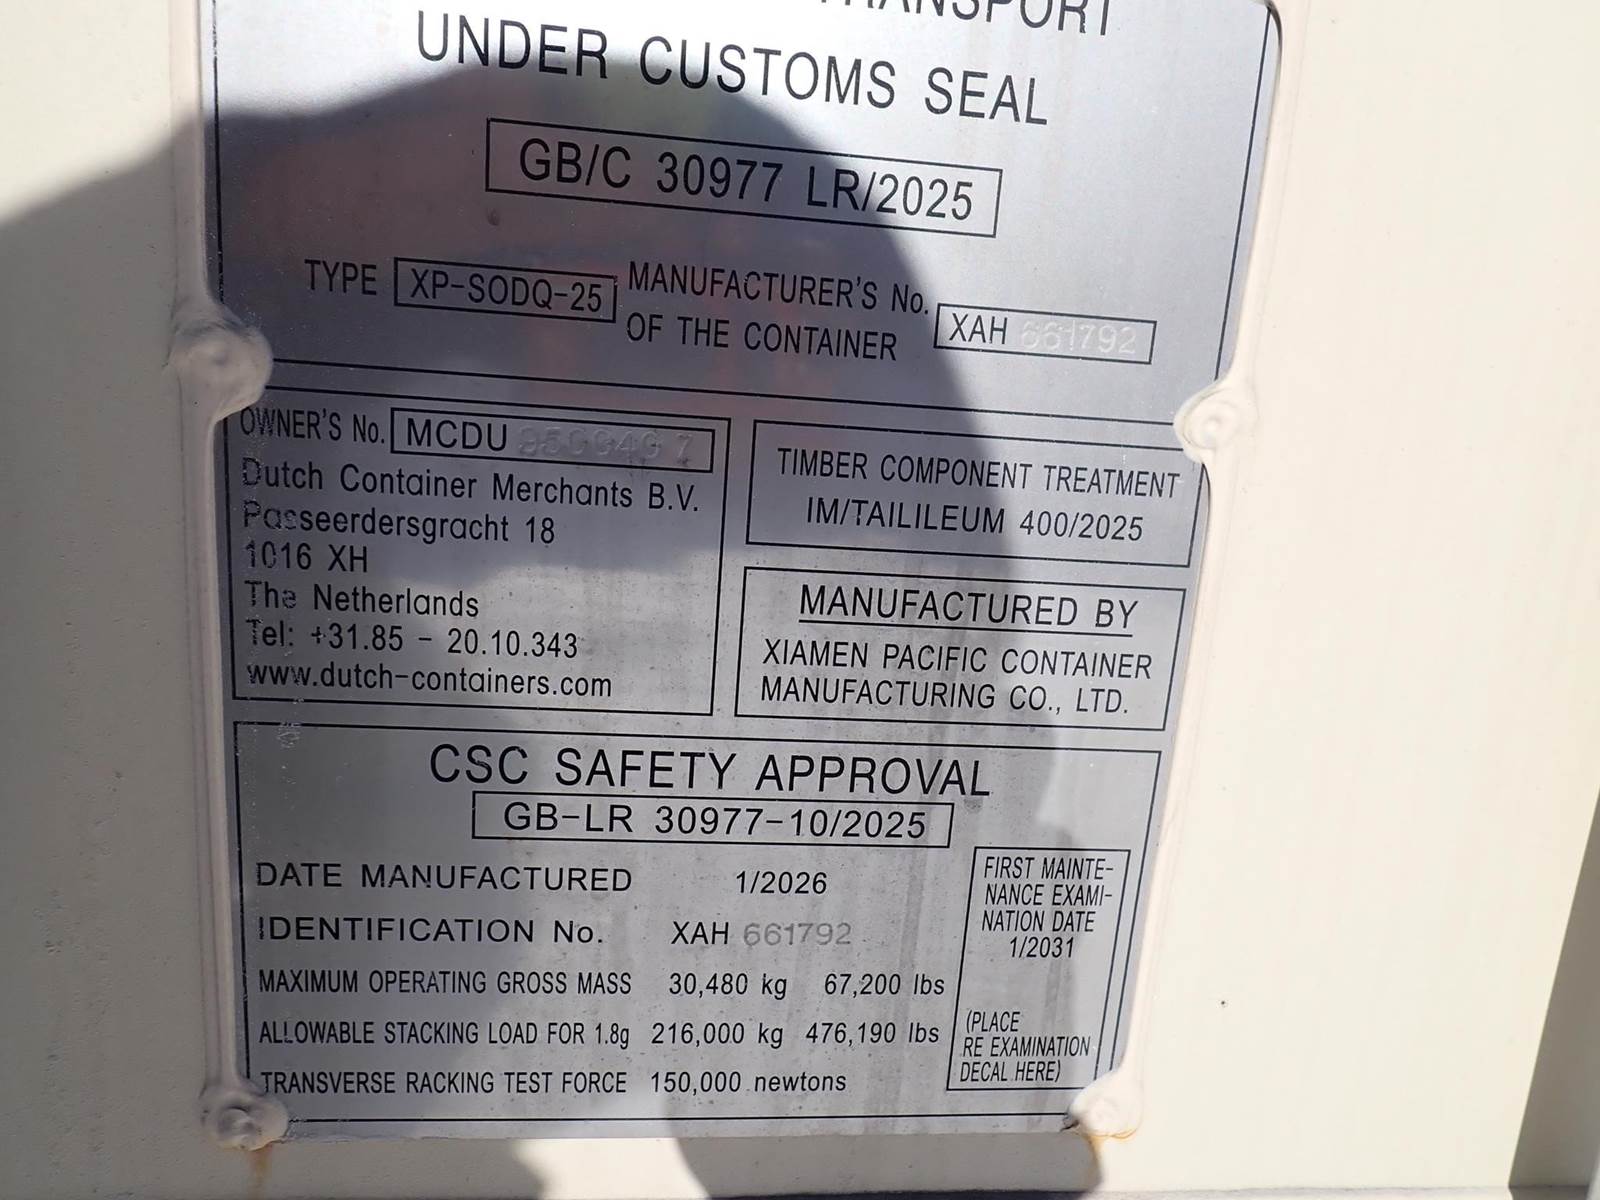 TRANSPORT
UNDER CUSTOMS SEAL
GB/C 30977 LR/2025
TYPE XP-SODQ-25 MANUFACTURER'S No. OF THE CONTAINER XAH 661792
OWNER'S No. MCDU
Dutch Container Merchants B.V.
Passeerdersgracht 18
1016 XH
The Netherlands
Tel: +31.85 - 20.10.343
www.dutch-containers.com
TIMBER COMPONENT TREATMENT
IM/TAILILEUM 400/2025
MANUFACTURED BY
XIAMEN PACIFIC CONTAINER
MANUFACTURING CO., LTD.
CSC SAFETY APPROVAL
GB-LR 30977-10/2025
DATE MANUFACTURED 1/2026
IDENTIFICATION No. XAH 661792
MAXIMUM OPERATING GROSS MASS 30,480 kg 67,200 lbs
ALLOWABLE STACKING LOAD FOR 1.8g 216,000 kg 476,190 lbs
TRANSVERSE RACKING TEST FORCE 150,000 newtons
FIRST MAINTE-
NANCE EXAMI-
NATION DATE
1/2031
(PLACE
RE EXAMINATION
DECAL HERE)